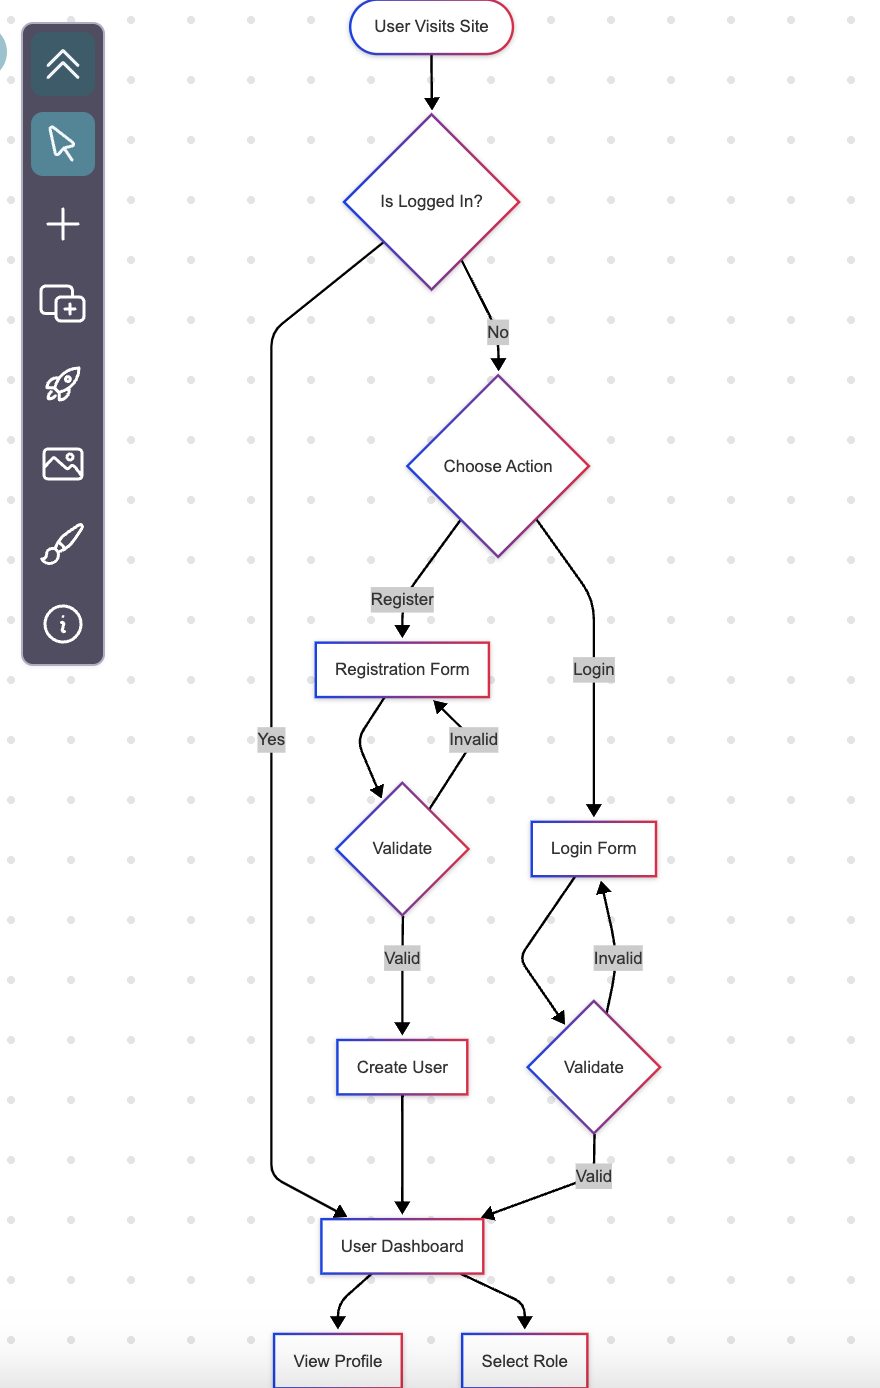 User Visits Site
Is Logged In?
No
Choose Action
Register
Registration Form
Login
Yes
Invalid
Validate
Login Form
Valid
Invalid
Create User
Validate
Valid
User Dashboard
View Profile
Select Role